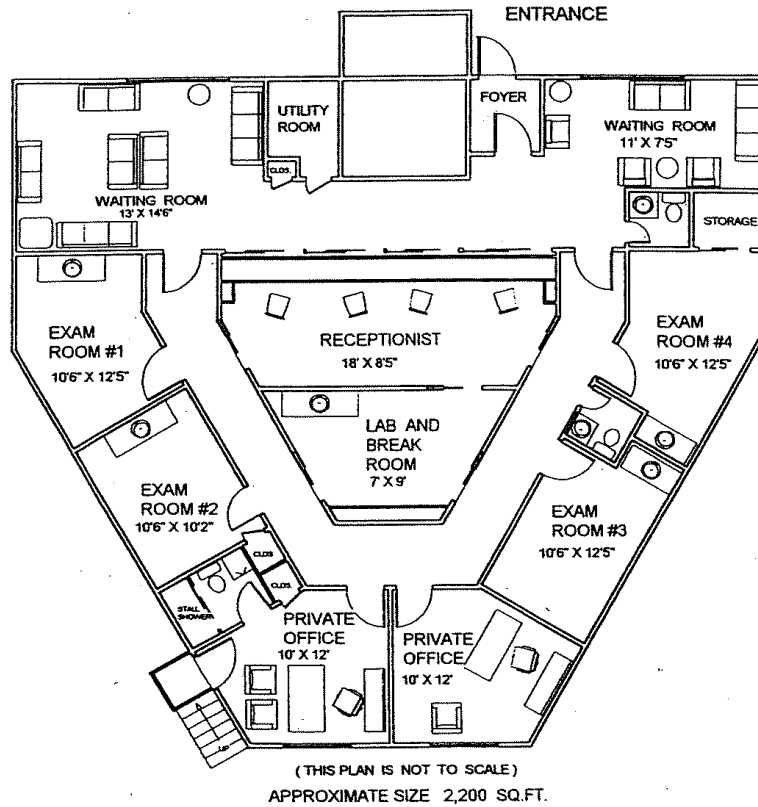 ENTRANCE
UTILITY
ROOM
FOYER
WAITING ROOM
11' X 7'5"
CLDS.
WAITING ROOM
13' X 14'6"
STORAGE
EXAM
ROOM #1
10'6" X 12'5"
RECEPTIONIST
18' X 8'5"
EXAM
ROOM #4
10'6" X 12'5"
LAB AND
BREAK
ROOM
7' X 9'
EXAM
ROOM #2
10'6" X 10'2"
EXAM
ROOM #3
10'6" X 12'5"
CLDS
CLDS.
STALL
SHOWER
PRIVATE
OFFICE
10' X 12'
PRIVATE
OFFICE
10' X 12'
UP
( THIS PLAN IS NOT TO SCALE )
APPROXIMATE SIZE 2,200 SQ.FT.